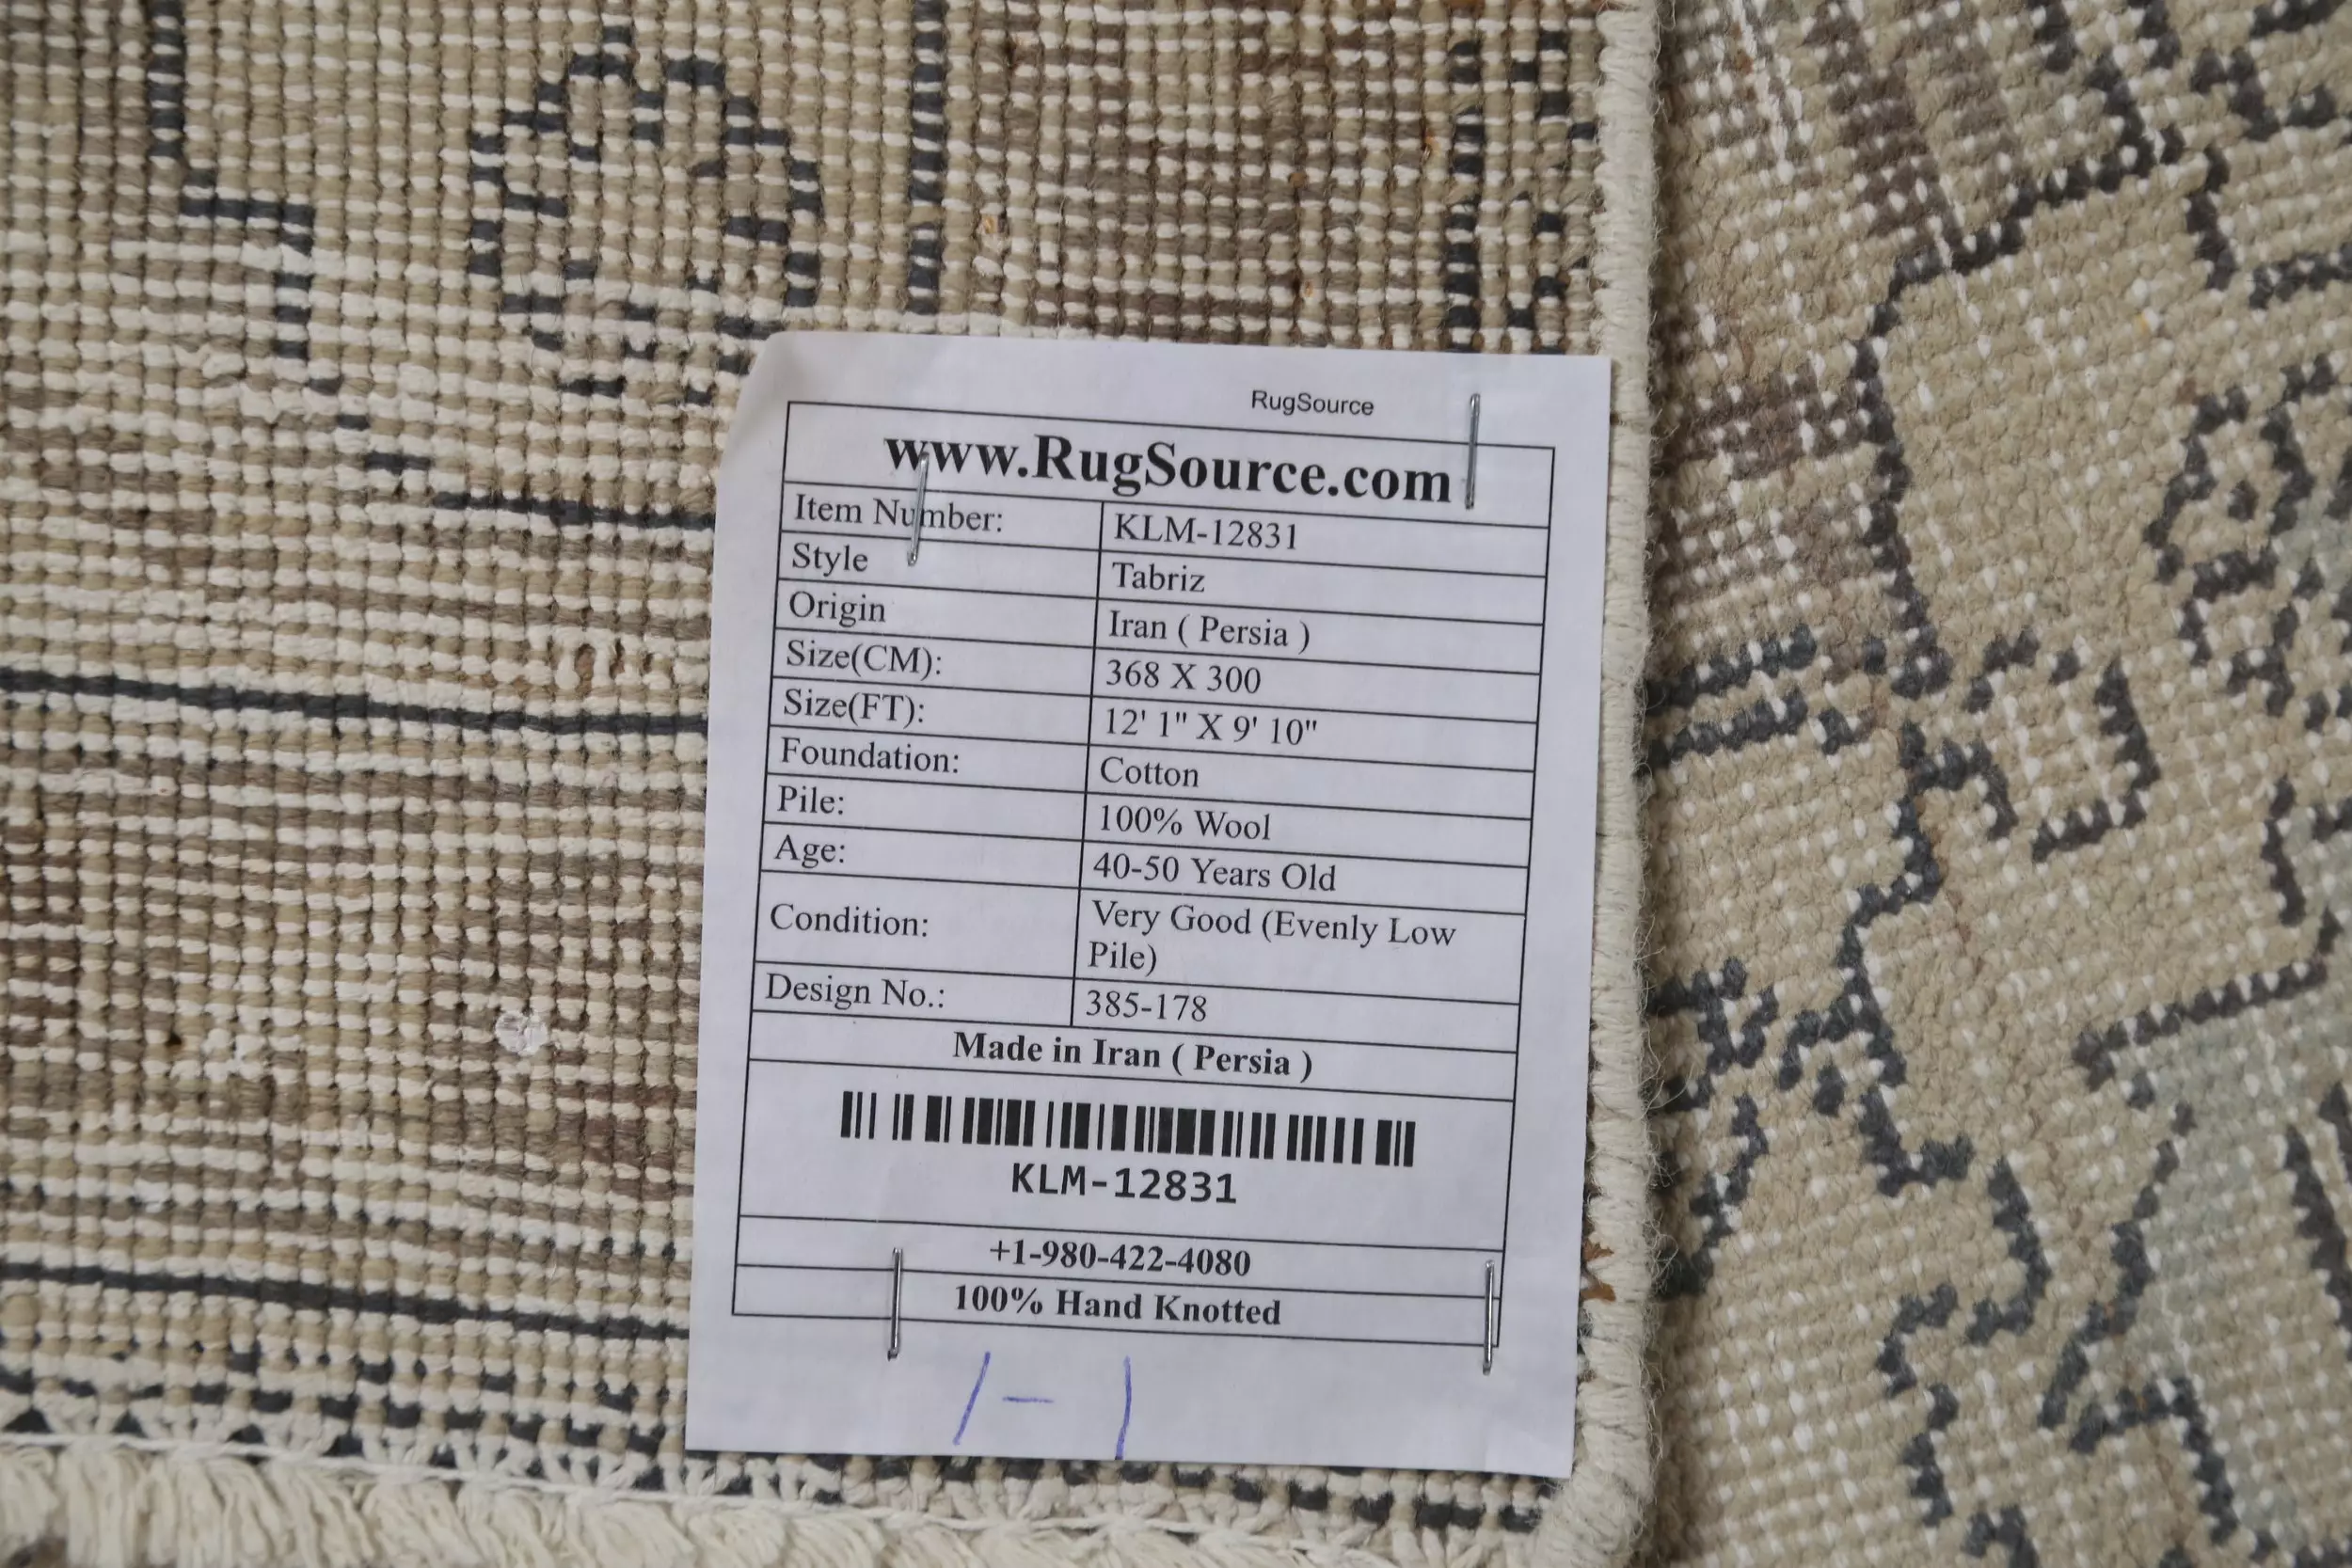 RugSource
www.RugSource.com
Item Number: KLM-12831
Style Tabriz
Origin Iran ( Persia )
Size(CM): 368 X 300
Size(FT): 12' 1" X 9' 10"
Foundation: Cotton
Pile: 100% Wool
Age: 40-50 Years Old
Condition: Very Good (Evenly Low
Pile)
Design No.: 385-178
Made in Iran ( Persia )
KLM-12831
+1-980-422-4080
100% Hand Knotted
1-1